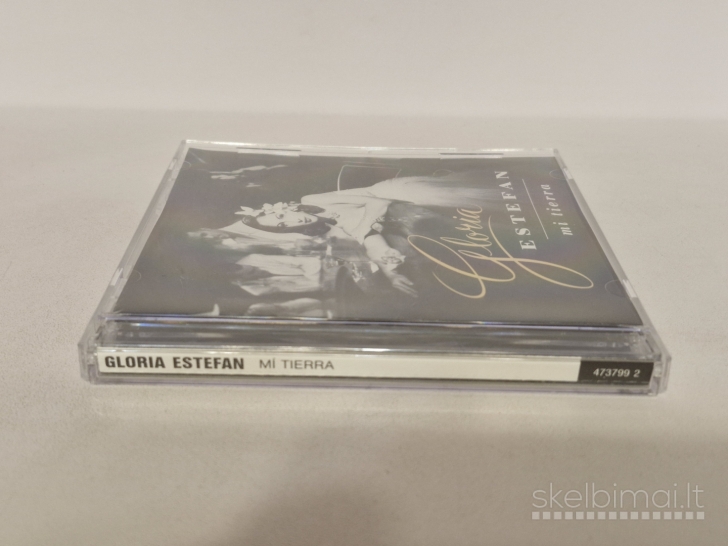 Gloria
ESTEFAN
mi tierra
GLORIA ESTEFAN MÍ TIERRA
473799 2
skelbimai.lt